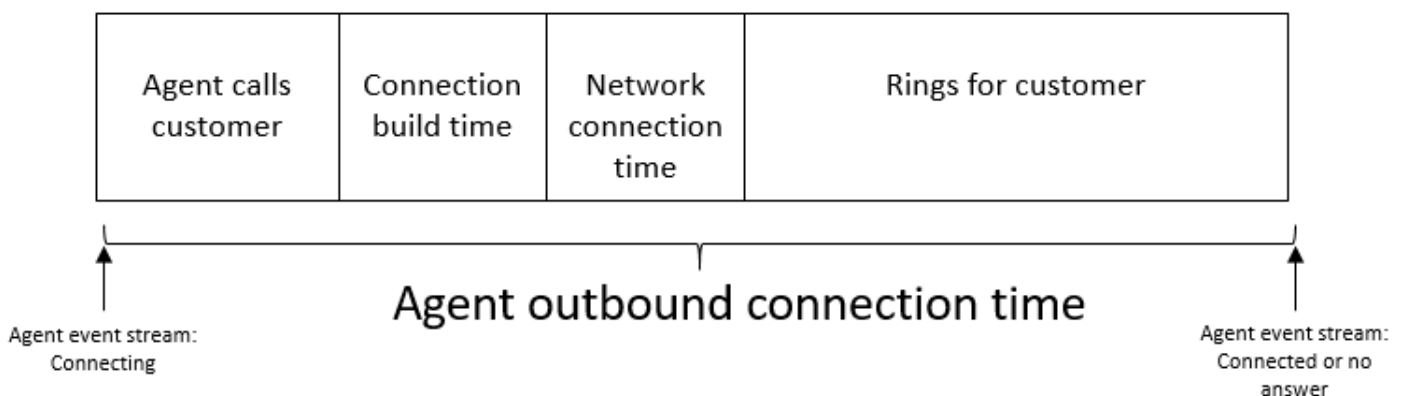 Agent calls
customer
Connection
build time
Network
connection
time
Rings for customer
Agent outbound connection time
Agent event stream:
Connecting
Agent event stream:
Connected or no
answer